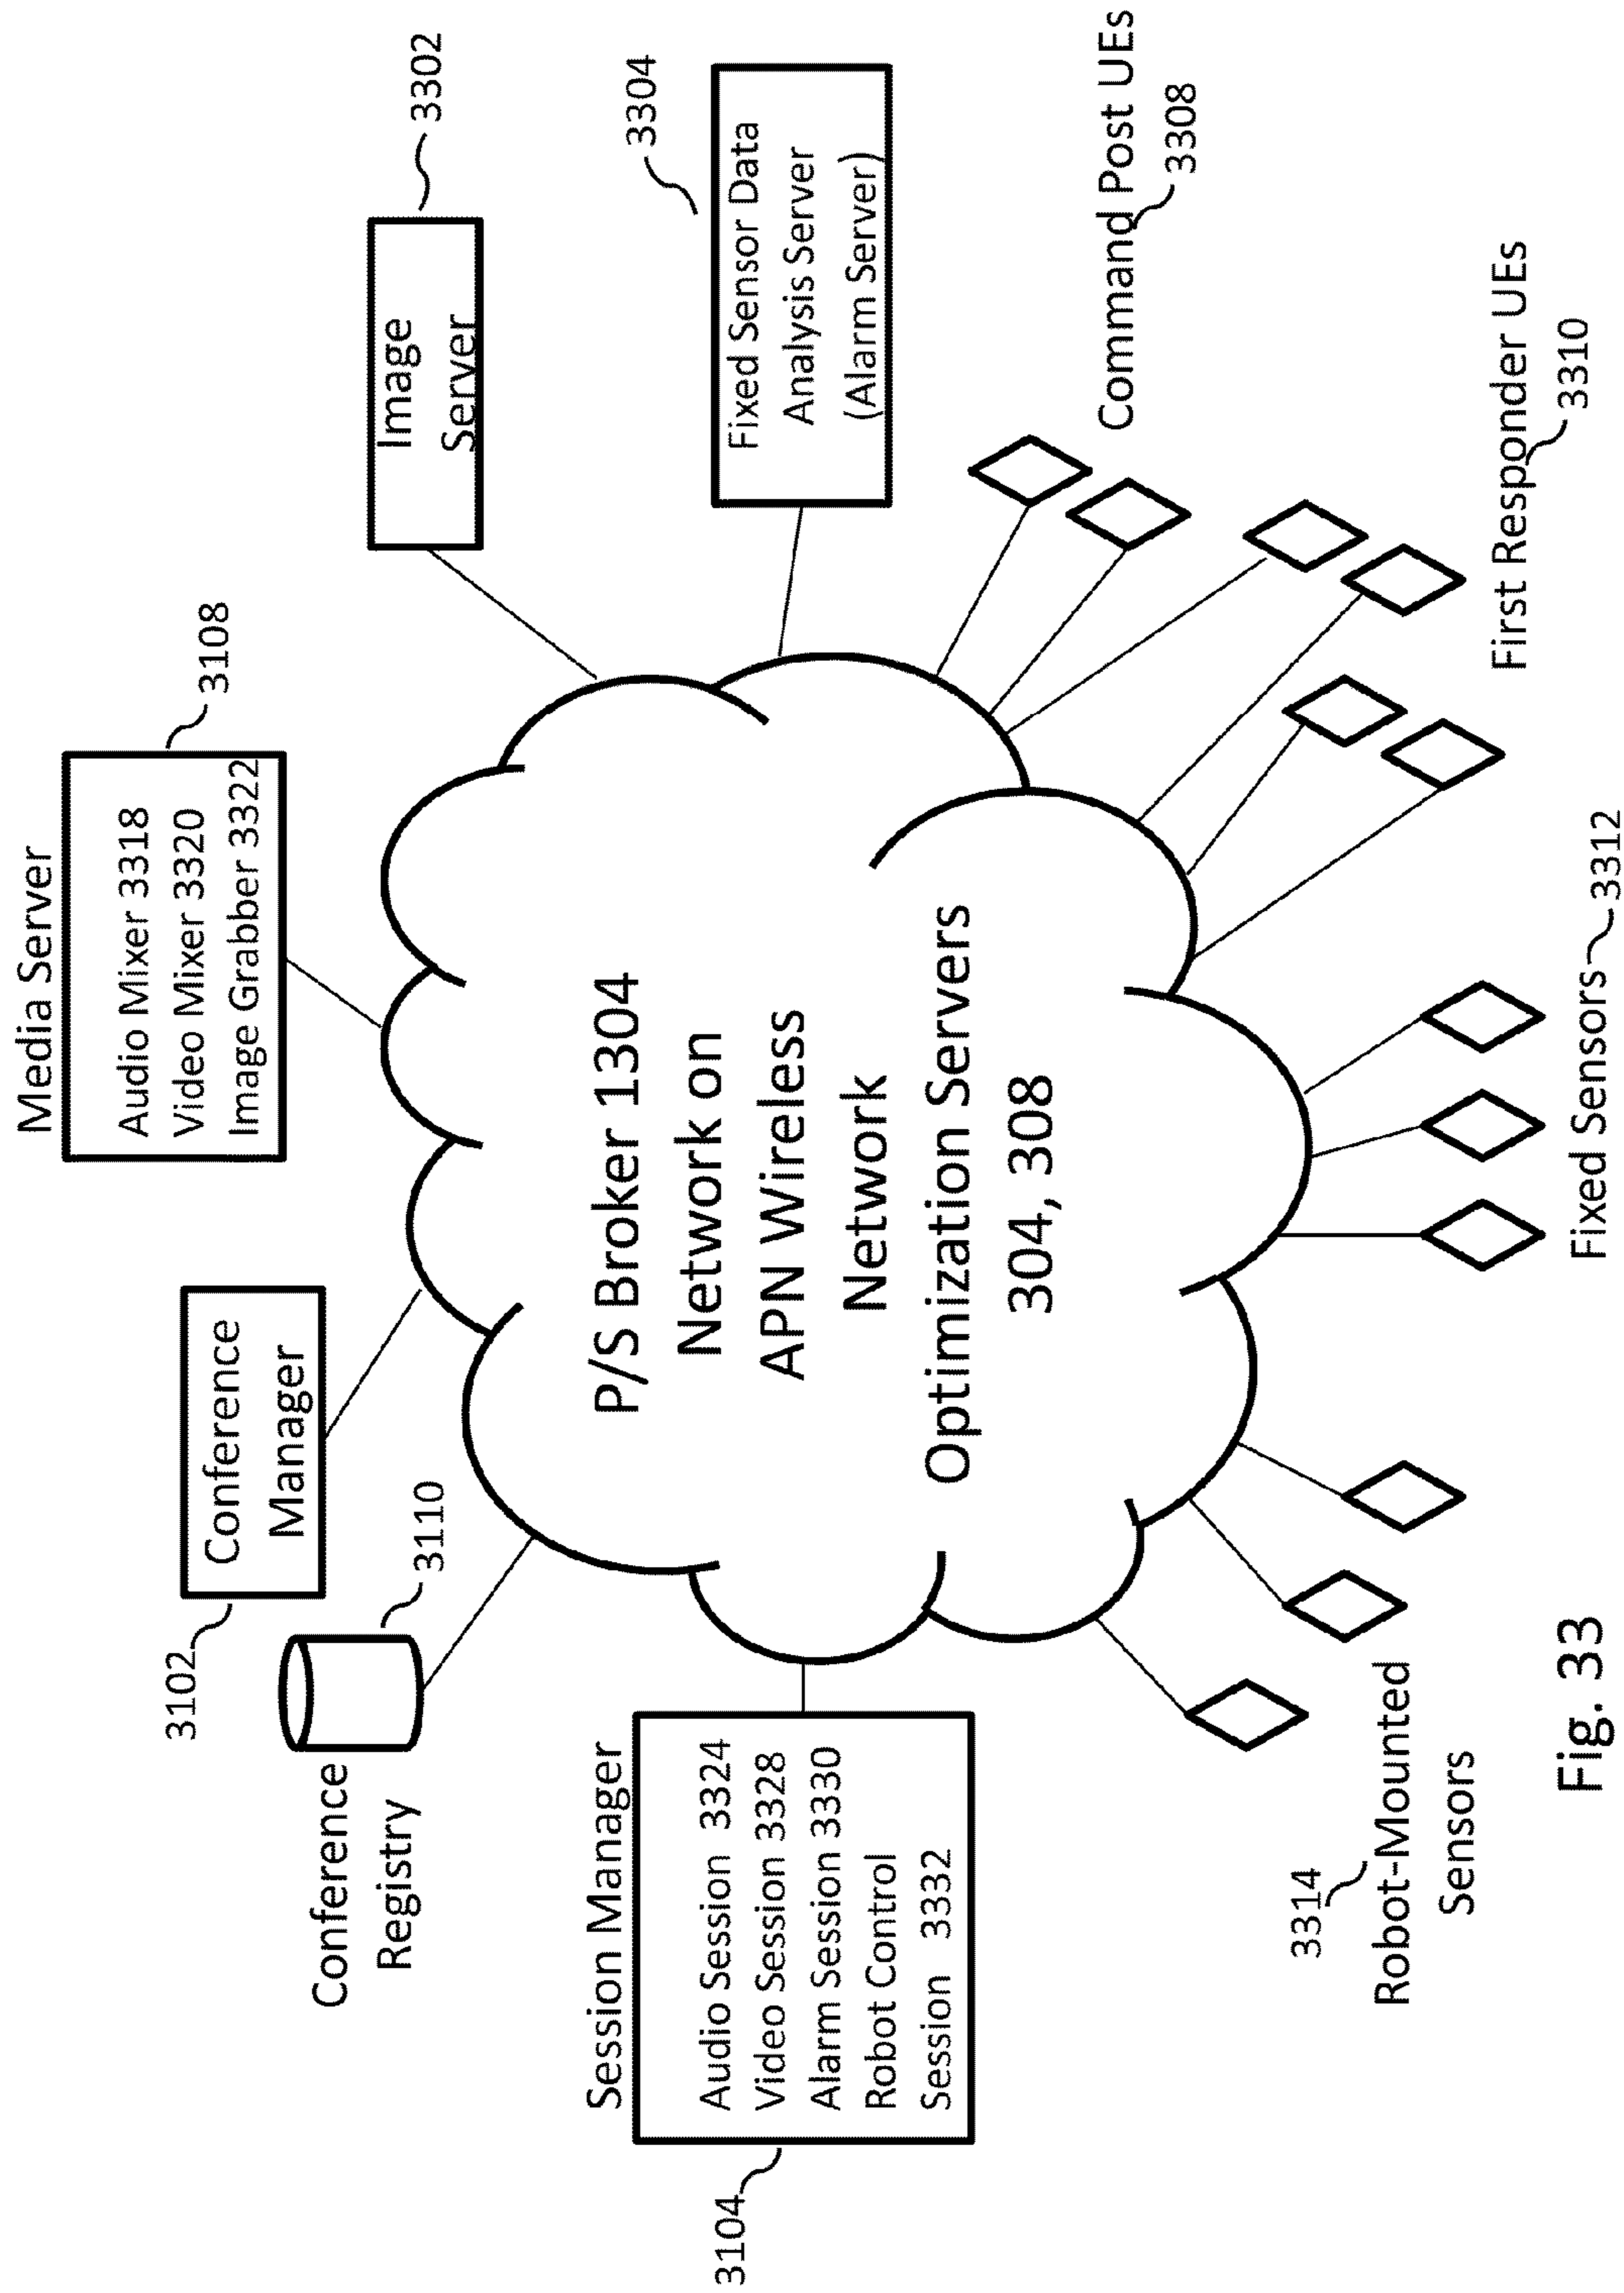 Media Server
3108
Audio Mixer 3318
Video Mixer 3320
Image Grabber 3322
3102
Conference
Manager
3110
Conference
Registry
Image
Server
3302
3304
Fixed Sensor Data
Analysis Server
(Alarm Server)
Session Manager
Audio Session 3324
Video Session 3328
Alarm Session 3330
Robot Control
Session 3332
3104
P/S Broker 1304
Network on
APN Wireless
Network
Optimization Servers
304, 308
Command Post UEs
3308
First Responder UEs
3310
Fixed Sensors 3312
3314
Robot-Mounted
Sensors
Fig. 33